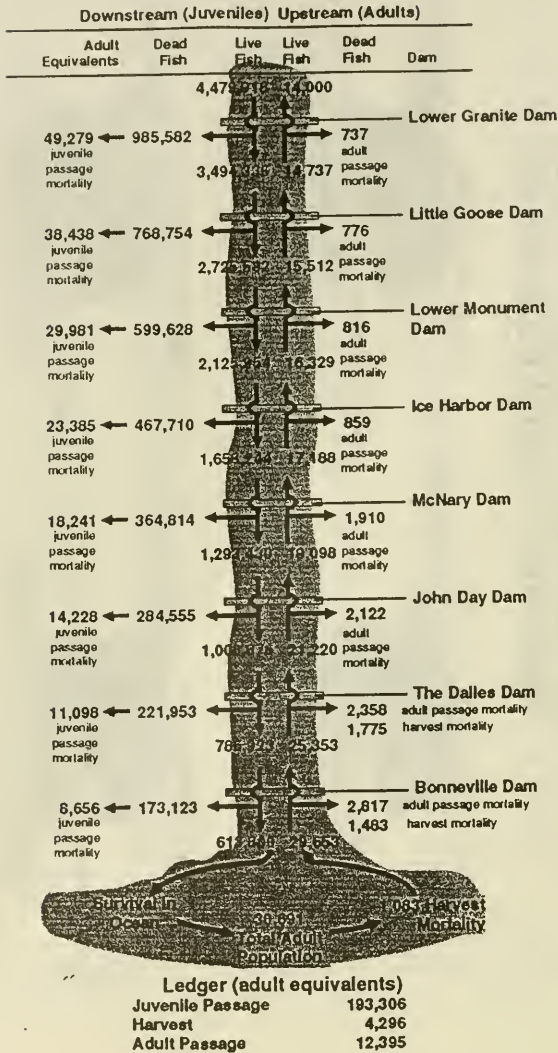 Downstream (Juveniles) Upstream (Adults)
Adult Equivalents
Dead Fish
Live Fish
Live Fish
Dead Fish
Dam
14,000
Lower Granite Dam
49,279
985,582
737
juvenile
passage
mortality
adult
passage
mortality
14,737
Little Goose Dam
38,438
768,754
776
juvenile
passage
mortality
adult
passage
mortality
15,512
Lower Monument
Dam
29,981
599,628
816
juvenile
passage
mortality
adult
passage
mortality
16,329
Ice Harbor Dam
23,385
467,710
859
juvenile
passage
mortality
adult
passage
mortality
17,188
McNary Dam
18,241
364,814
1,910
juvenile
passage
mortality
adult
passage
mortality
19,098
John Day Dam
14,228
284,555
2,122
juvenile
passage
mortality
adult
passage
mortality
21,220
The Dalles Dam
11,098
221,953
2,358 adult passage mortality
1,775 harvest mortality
juvenile
passage
mortality
25,353
Bonneville Dam
8,656
173,123
2,817 adult passage mortality
1,483 harvest mortality
juvenile
passage
mortality
29,653
Survival In
Ocean
30,691
Total Adult
Population
1,083 Harvest
Mortality
Ledger (adult equivalents)
Juvenile Passage 193,306
Harvest 4,296
Adult Passage 12,395